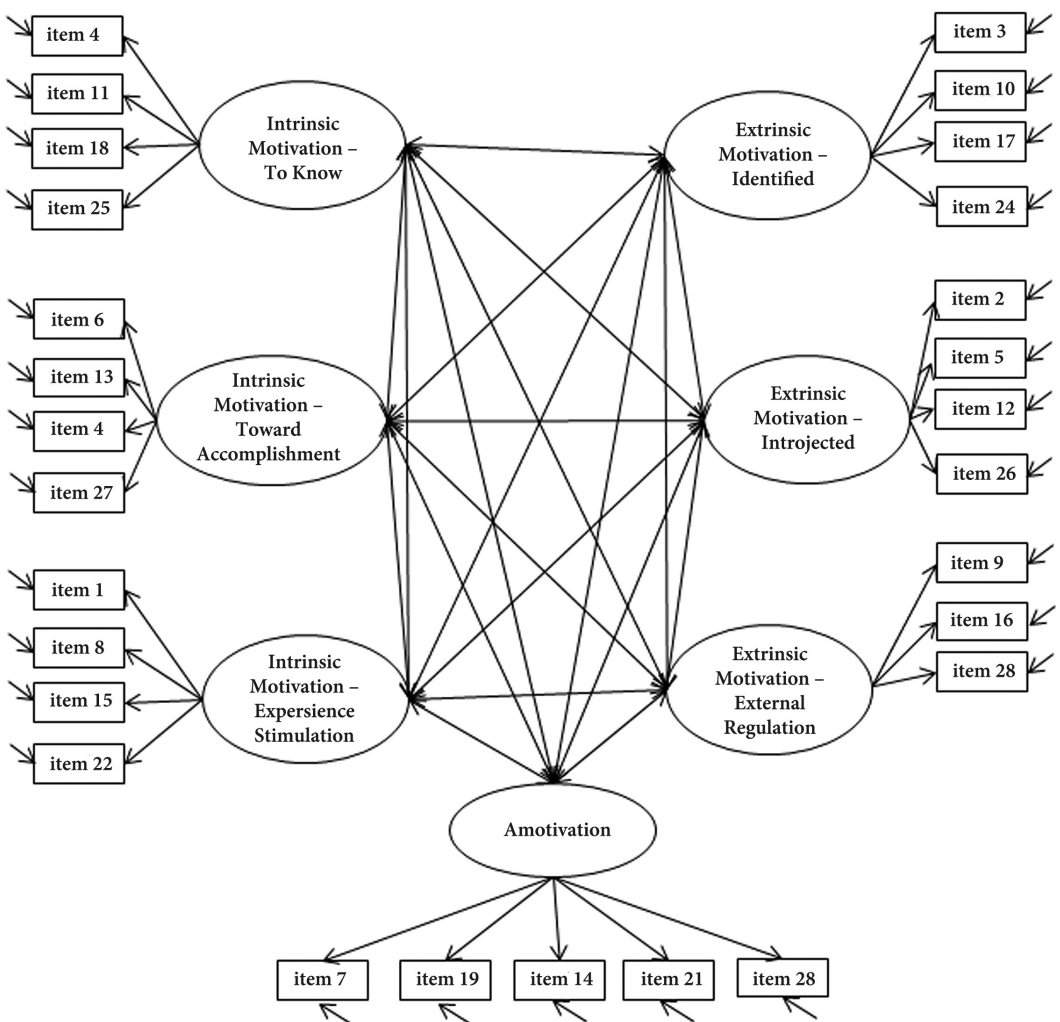 item 4
item 11
item 18
item 25
Intrinsic
Motivation –
To Know
Extrinsic
Motivation –
Identified
item 3
item 10
item 17
item 24
item 6
item 13
item 4
item 27
Intrinsic
Motivation –
Toward
Accomplishment
Extrinsic
Motivation –
Introjected
item 2
item 5
item 12
item 26
item 1
item 8
item 15
item 22
Intrinsic
Motivation –
Expersience
Stimulation
Extrinsic
Motivation –
External
Regulation
item 9
item 16
item 28
Amotivation
item 7
item 19
item 14
item 21
item 28